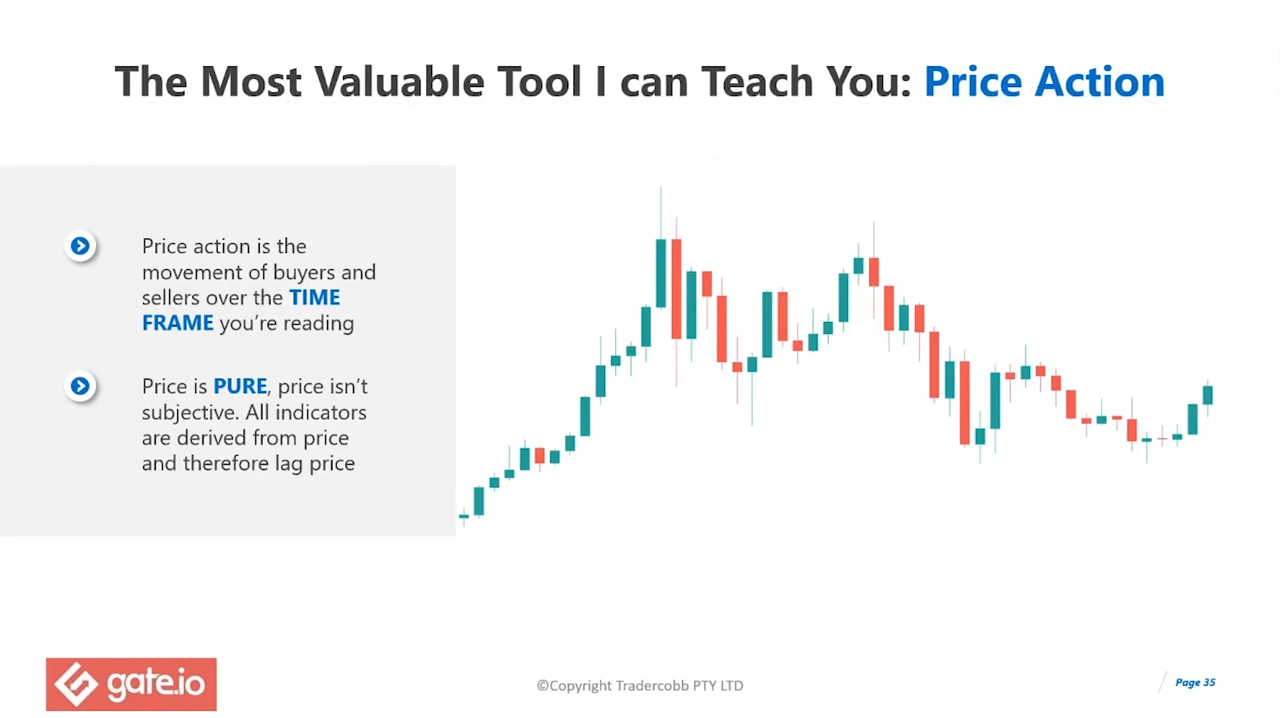 The Most Valuable Tool I can Teach You: Price Action
Price action is the
movement of buyers and
sellers over the TIME
FRAME you’re reading
Price is PURE, price isn’t
subjective. All indicators
are derived from price
and therefore lag price
gate.io
©Copyright Tradercobb PTY LTD
Page 35